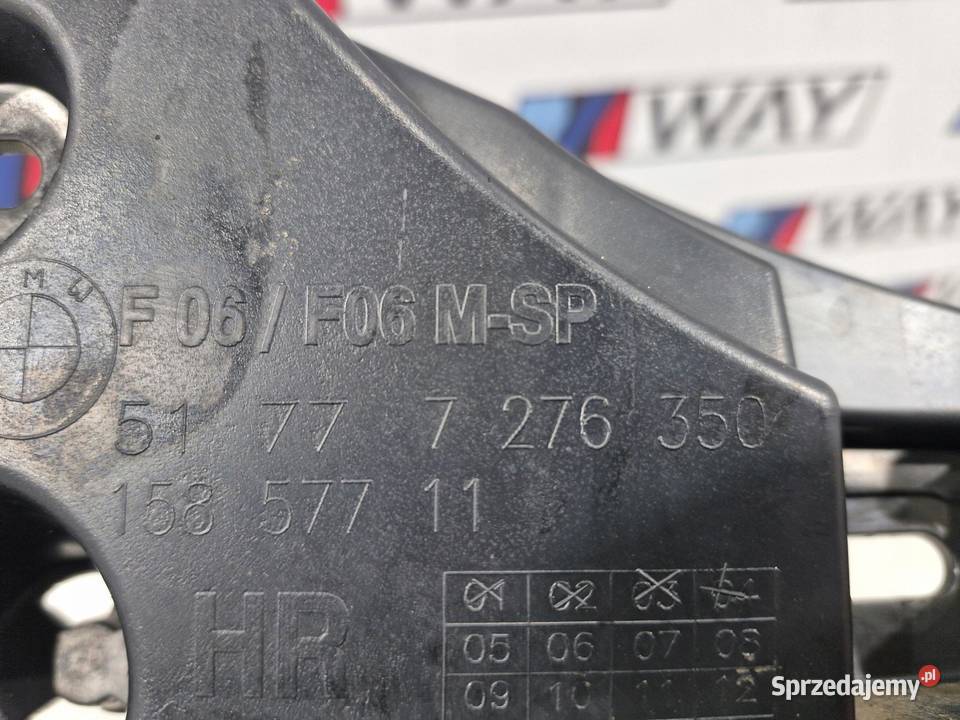 WAY
WAY
M W
F 06 / F06 M-SP
51 77 7 276 350
158 577 11
HR
01 02 03 04
05 06 07 08
09 10 11 12
Sprzedajemy.pl